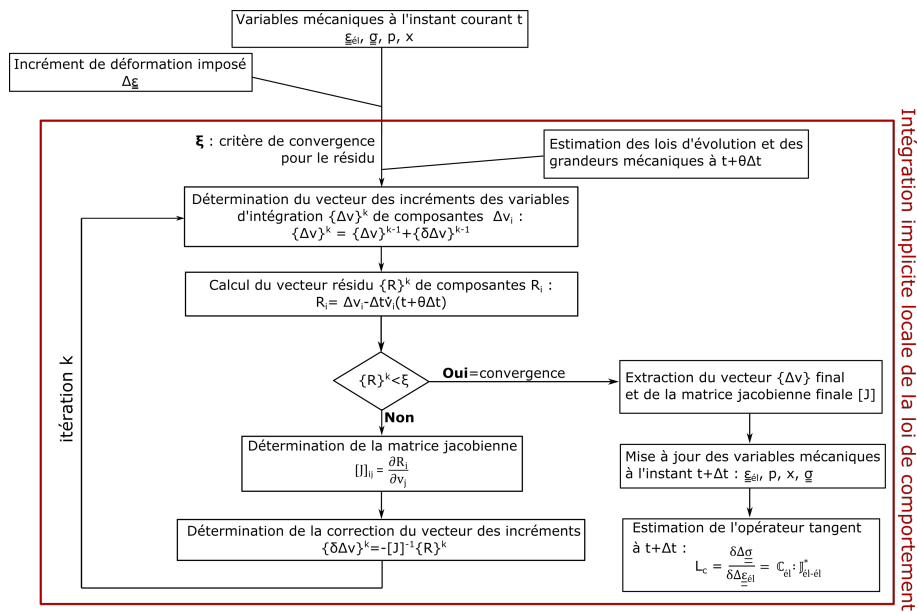 Variables mécaniques à l'instant courant t
ε̳él, σ̳, p, x
Incrément de déformation imposé
Δε̳
ξ : critère de convergence
pour le résidu
Estimation des lois d'évolution et des
grandeurs mécaniques à t+θΔt
Détermination du vecteur des incréments des variables
d'intégration {Δv}ᵏ de composantes Δvᵢ :
{Δv}ᵏ = {Δv}ᵏ⁻¹+{δΔv}ᵏ⁻¹
Calcul du vecteur résidu {R}ᵏ de composantes Rᵢ :
Rᵢ= Δvᵢ-Δtv̇ᵢ(t+θΔt)
{R}ᵏ<ξ
Oui=convergence
Non
Extraction du vecteur {Δv} final
et de la matrice jacobienne finale [J]
Détermination de la matrice jacobienne
[J]ᵢⱼ = ∂Rᵢ/∂vⱼ
Mise à jour des variables mécaniques
à l'instant t+Δt : ε̳él, p, x, σ̳
Détermination de la correction du vecteur des incréments
{δΔv}ᵏ=-[J]⁻¹{R}ᵏ
Estimation de l'opérateur tangent
à t+Δt :
L_c = δΔσ̳/δΔε̳él = ℂél : 𝕁*él-él
itération k
Intégration implicite locale de la loi de comportement